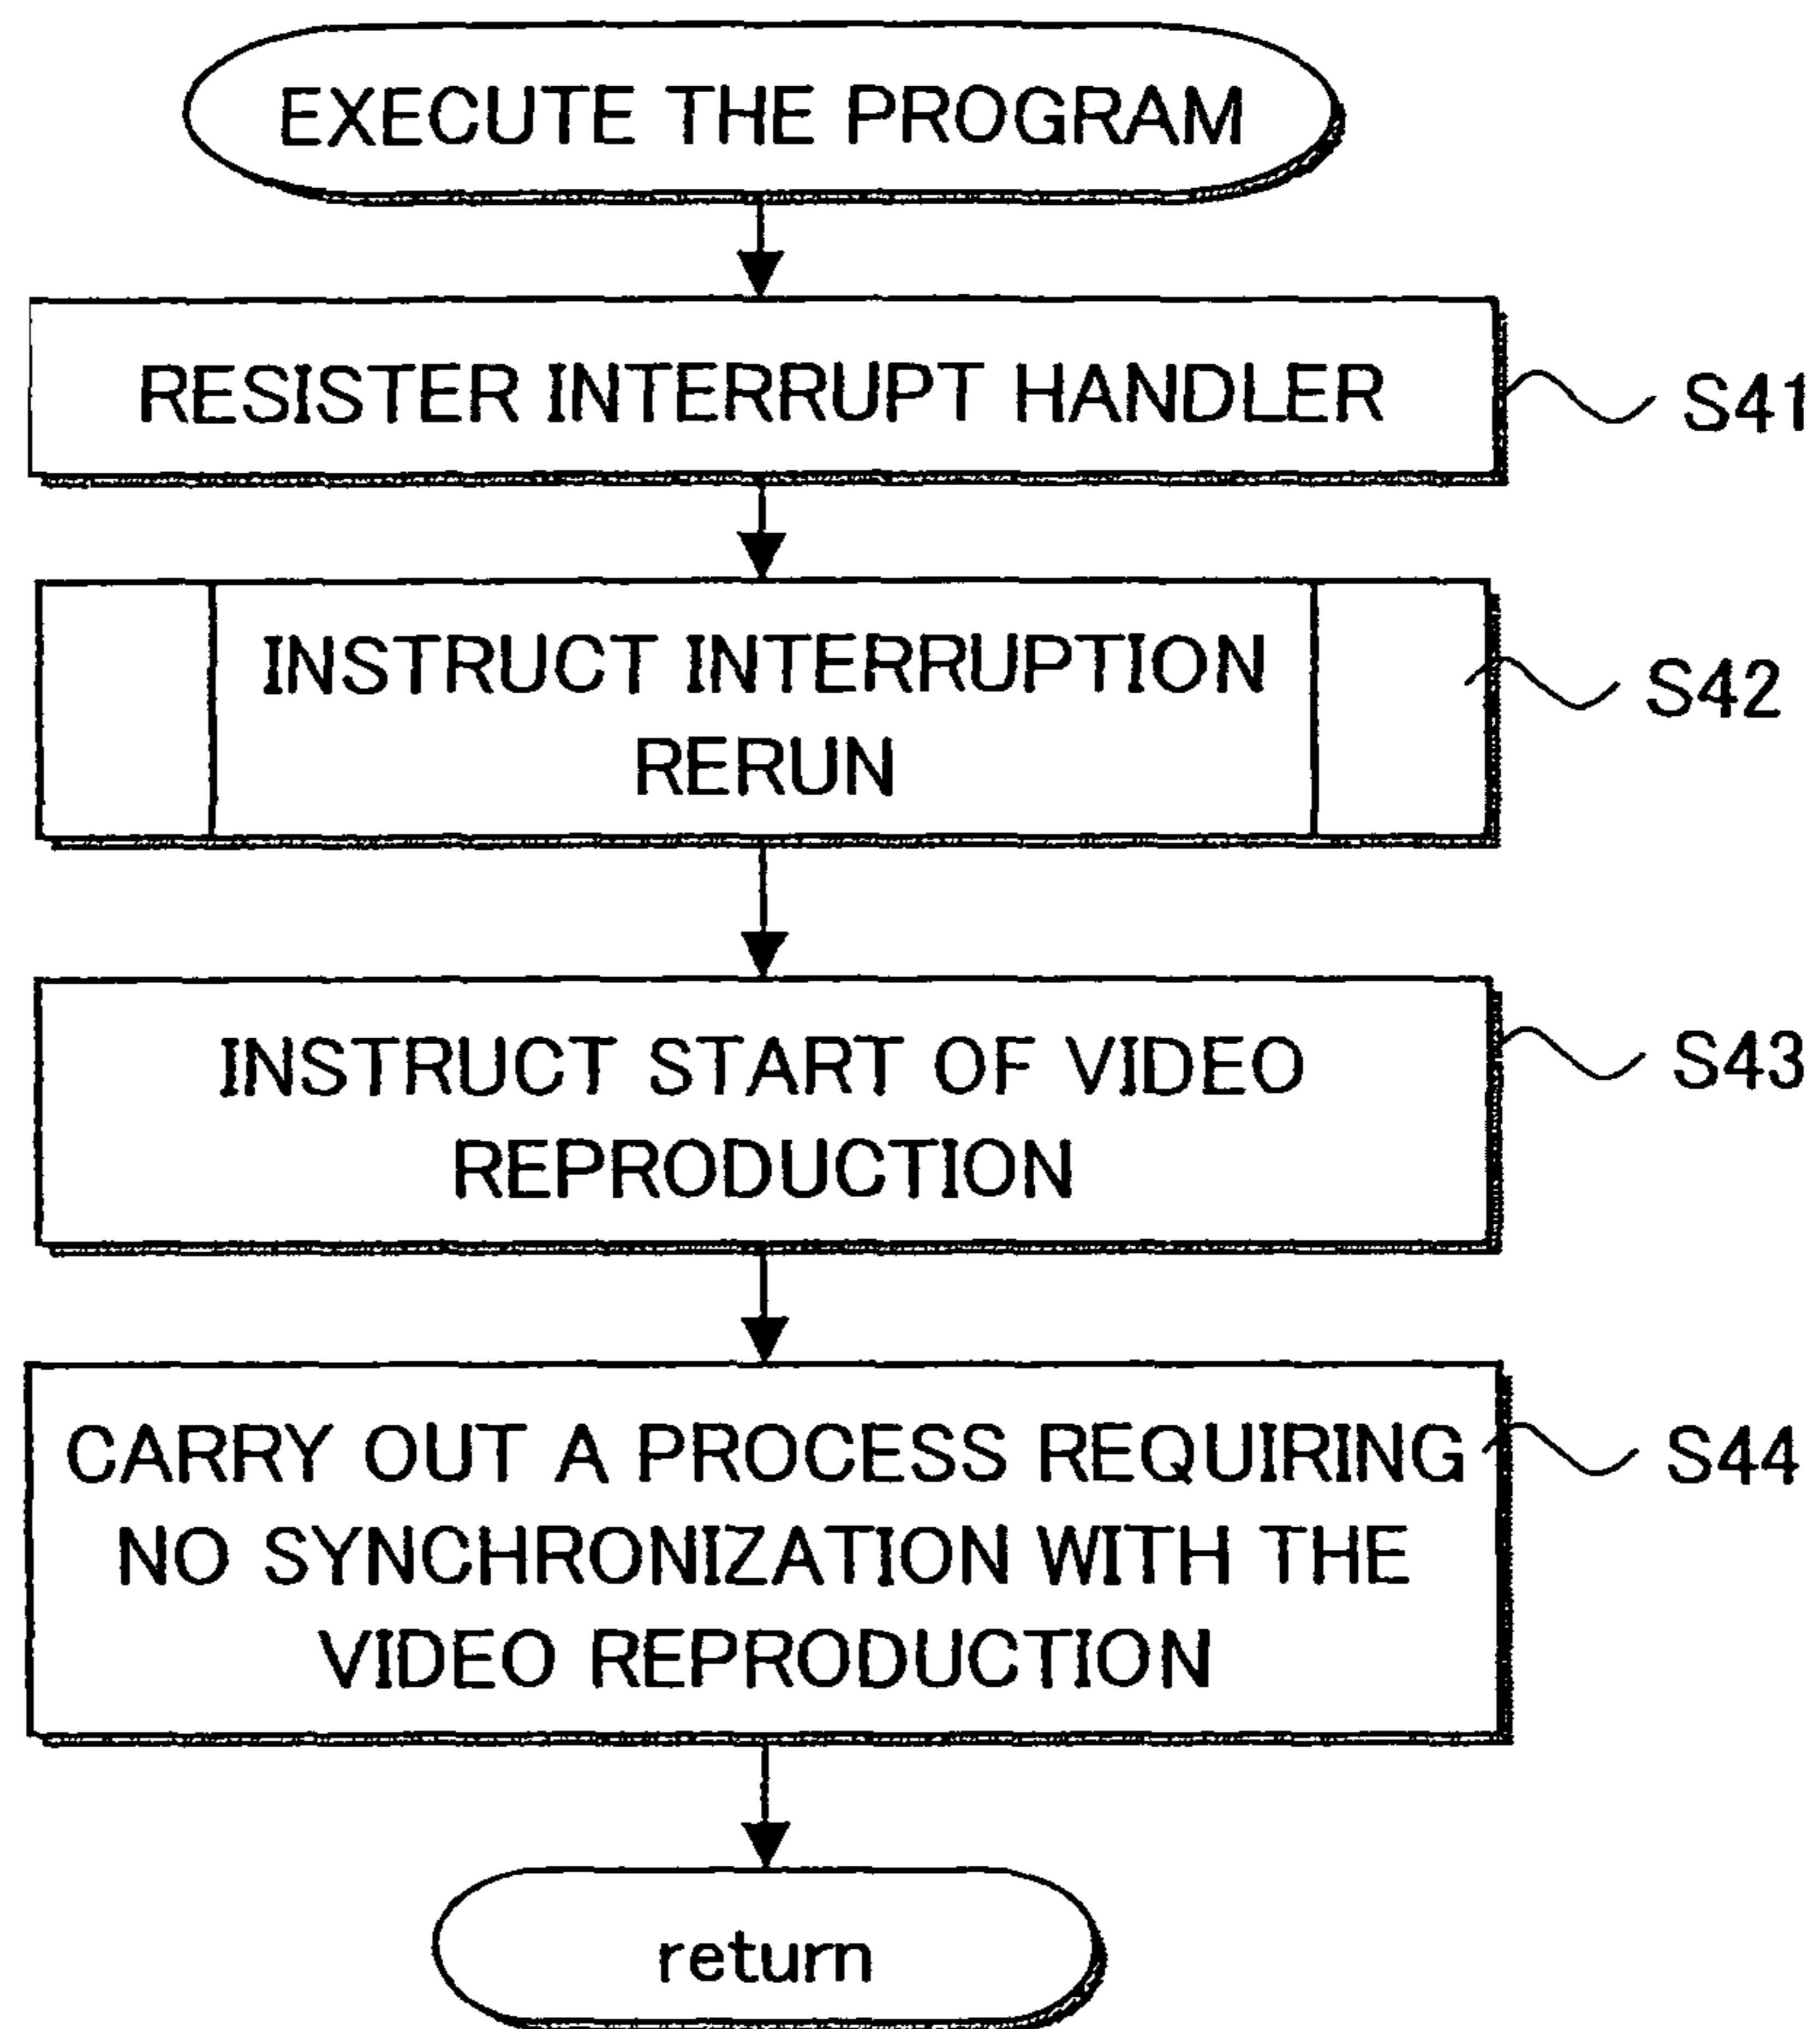 EXECUTE THE PROGRAM
RESISTER INTERRUPT HANDLER
S41
INSTRUCT INTERRUPTION
RERUN
S42
INSTRUCT START OF VIDEO
REPRODUCTION
S43
CARRY OUT A PROCESS REQUIRING
NO SYNCHRONIZATION WITH THE
VIDEO REPRODUCTION
S44
return